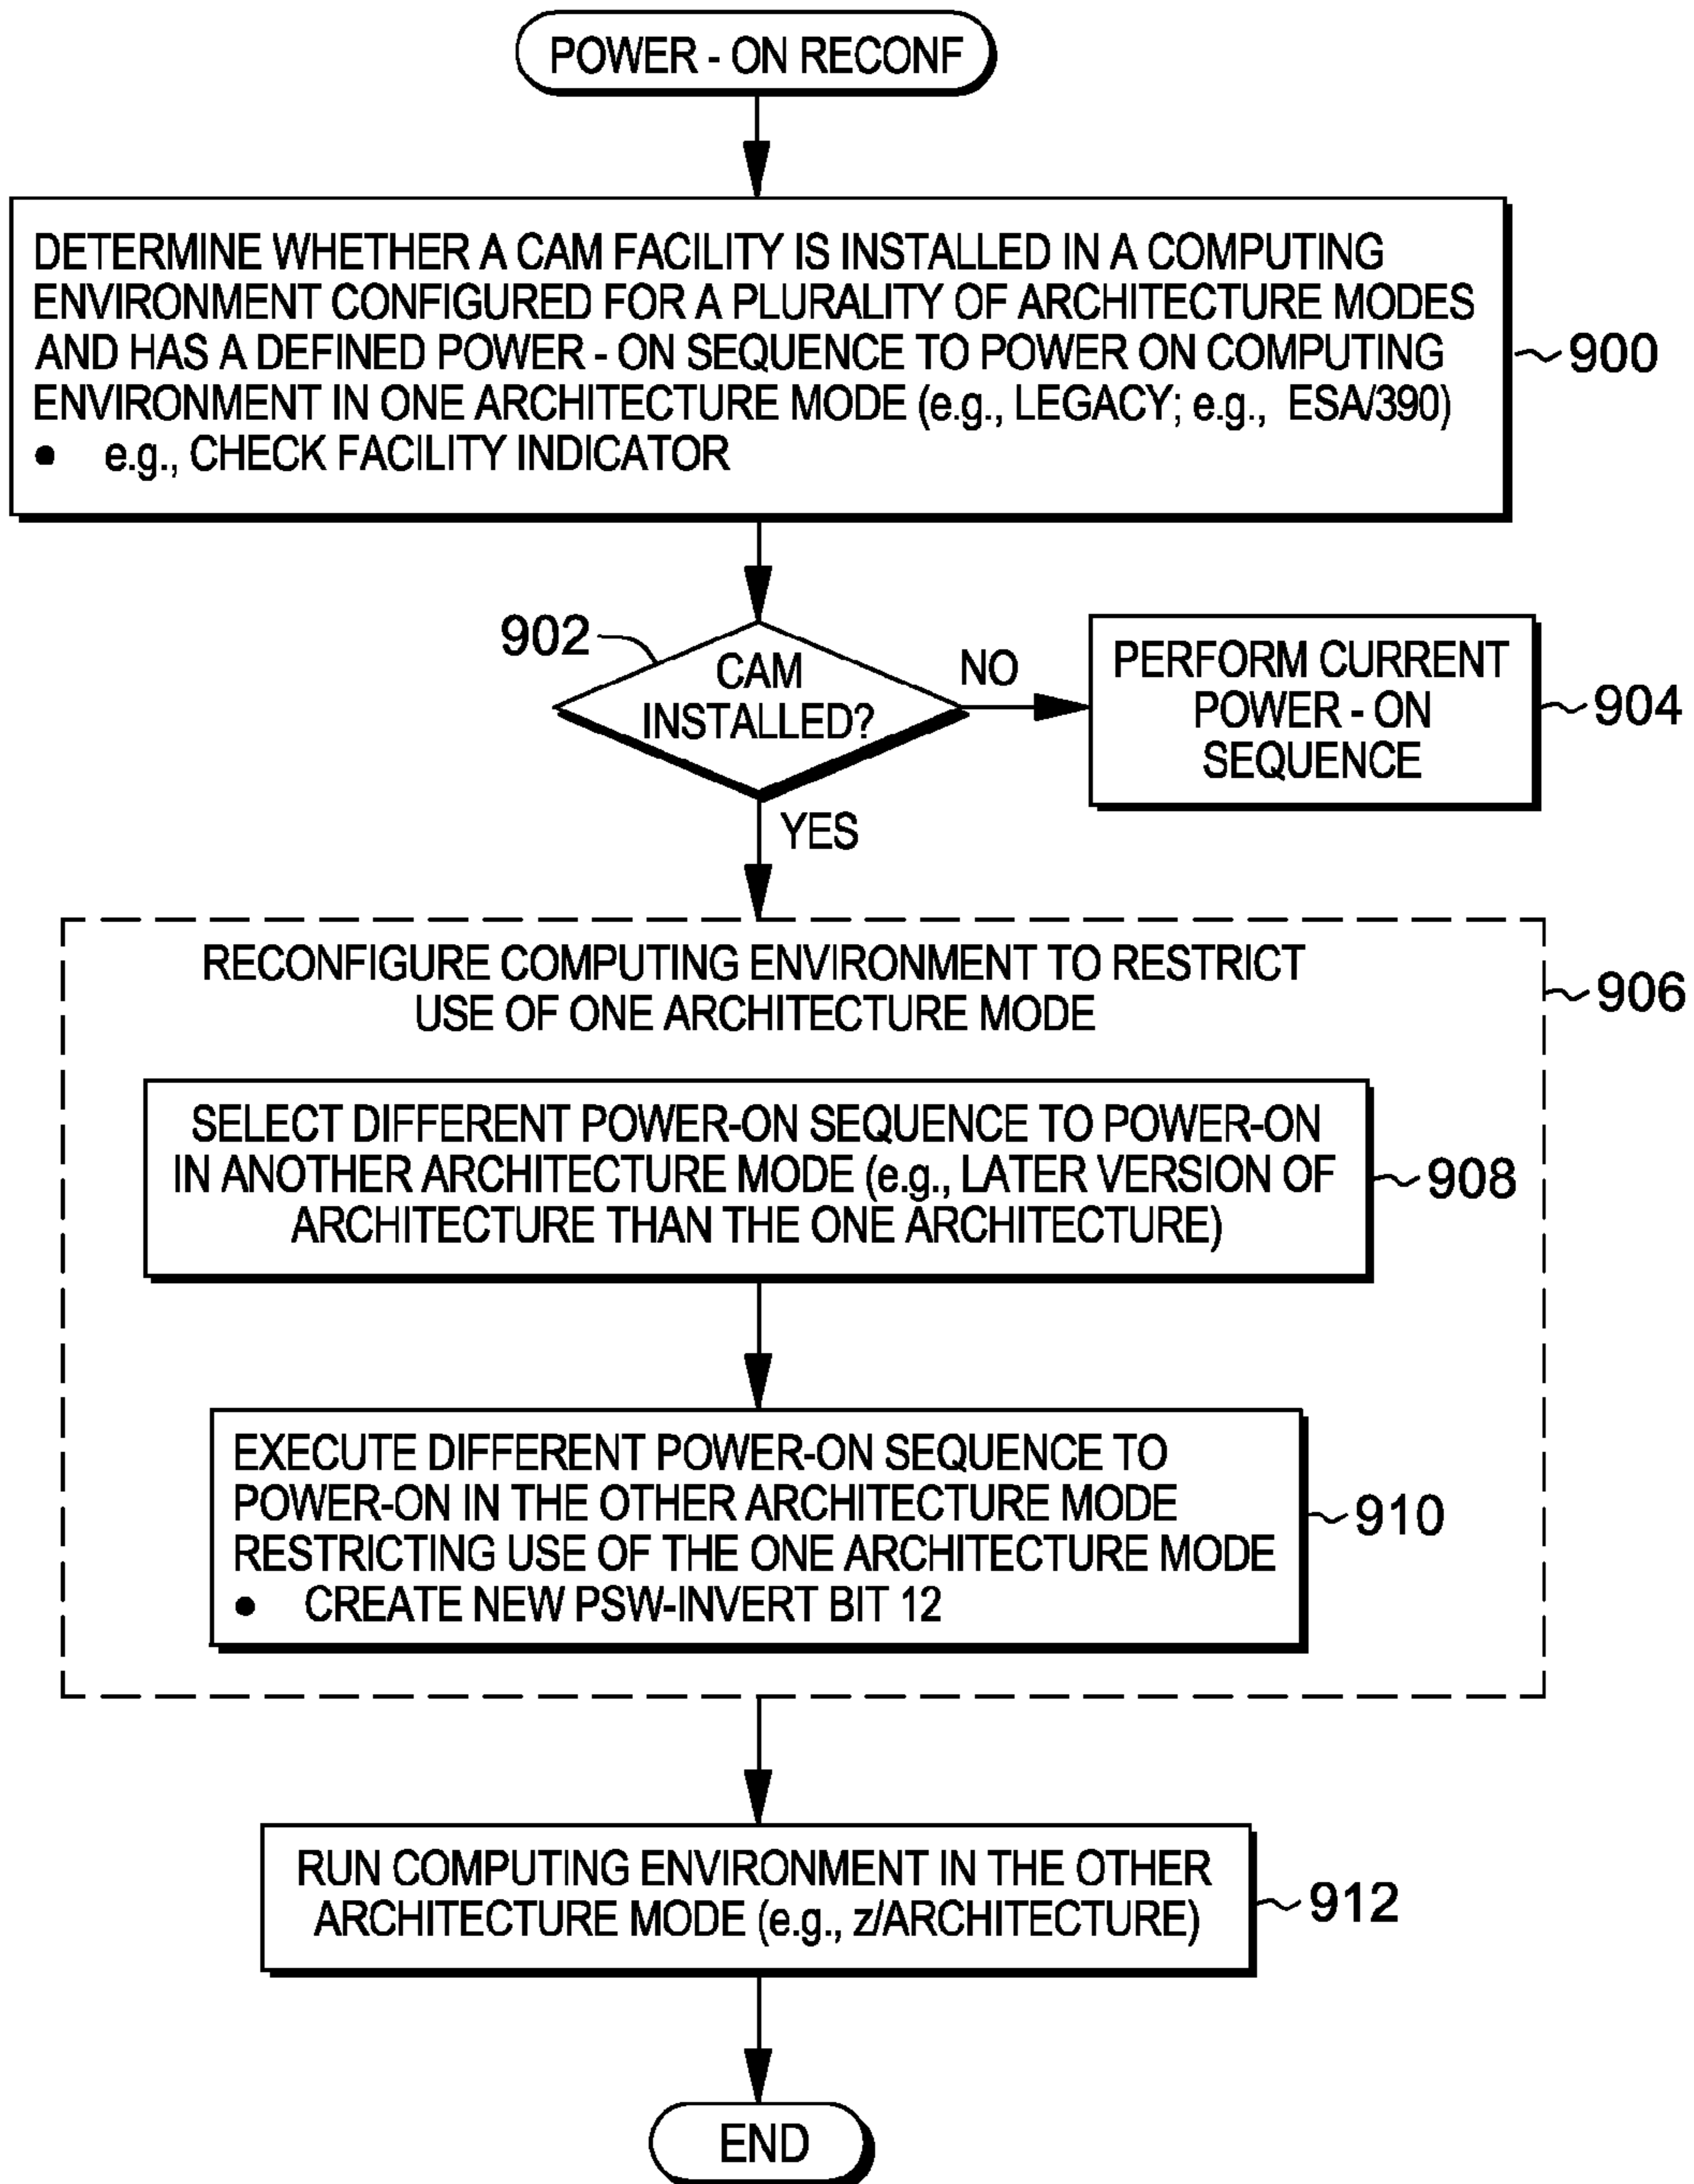 POWER - ON RECONF
DETERMINE WHETHER A CAM FACILITY IS INSTALLED IN A COMPUTING
ENVIRONMENT CONFIGURED FOR A PLURALITY OF ARCHITECTURE MODES
AND HAS A DEFINED POWER - ON SEQUENCE TO POWER ON COMPUTING
ENVIRONMENT IN ONE ARCHITECTURE MODE (e.g., LEGACY; e.g., ESA/390)
● e.g., CHECK FACILITY INDICATOR
900
902
CAM
INSTALLED?
NO
PERFORM CURRENT
POWER - ON
SEQUENCE
904
YES
RECONFIGURE COMPUTING ENVIRONMENT TO RESTRICT
USE OF ONE ARCHITECTURE MODE
906
SELECT DIFFERENT POWER-ON SEQUENCE TO POWER-ON
IN ANOTHER ARCHITECTURE MODE (e.g., LATER VERSION OF
ARCHITECTURE THAN THE ONE ARCHITECTURE)
908
EXECUTE DIFFERENT POWER-ON SEQUENCE TO
POWER-ON IN THE OTHER ARCHITECTURE MODE
RESTRICTING USE OF THE ONE ARCHITECTURE MODE
● CREATE NEW PSW-INVERT BIT 12
910
RUN COMPUTING ENVIRONMENT IN THE OTHER
ARCHITECTURE MODE (e.g., z/ARCHITECTURE)
912
END